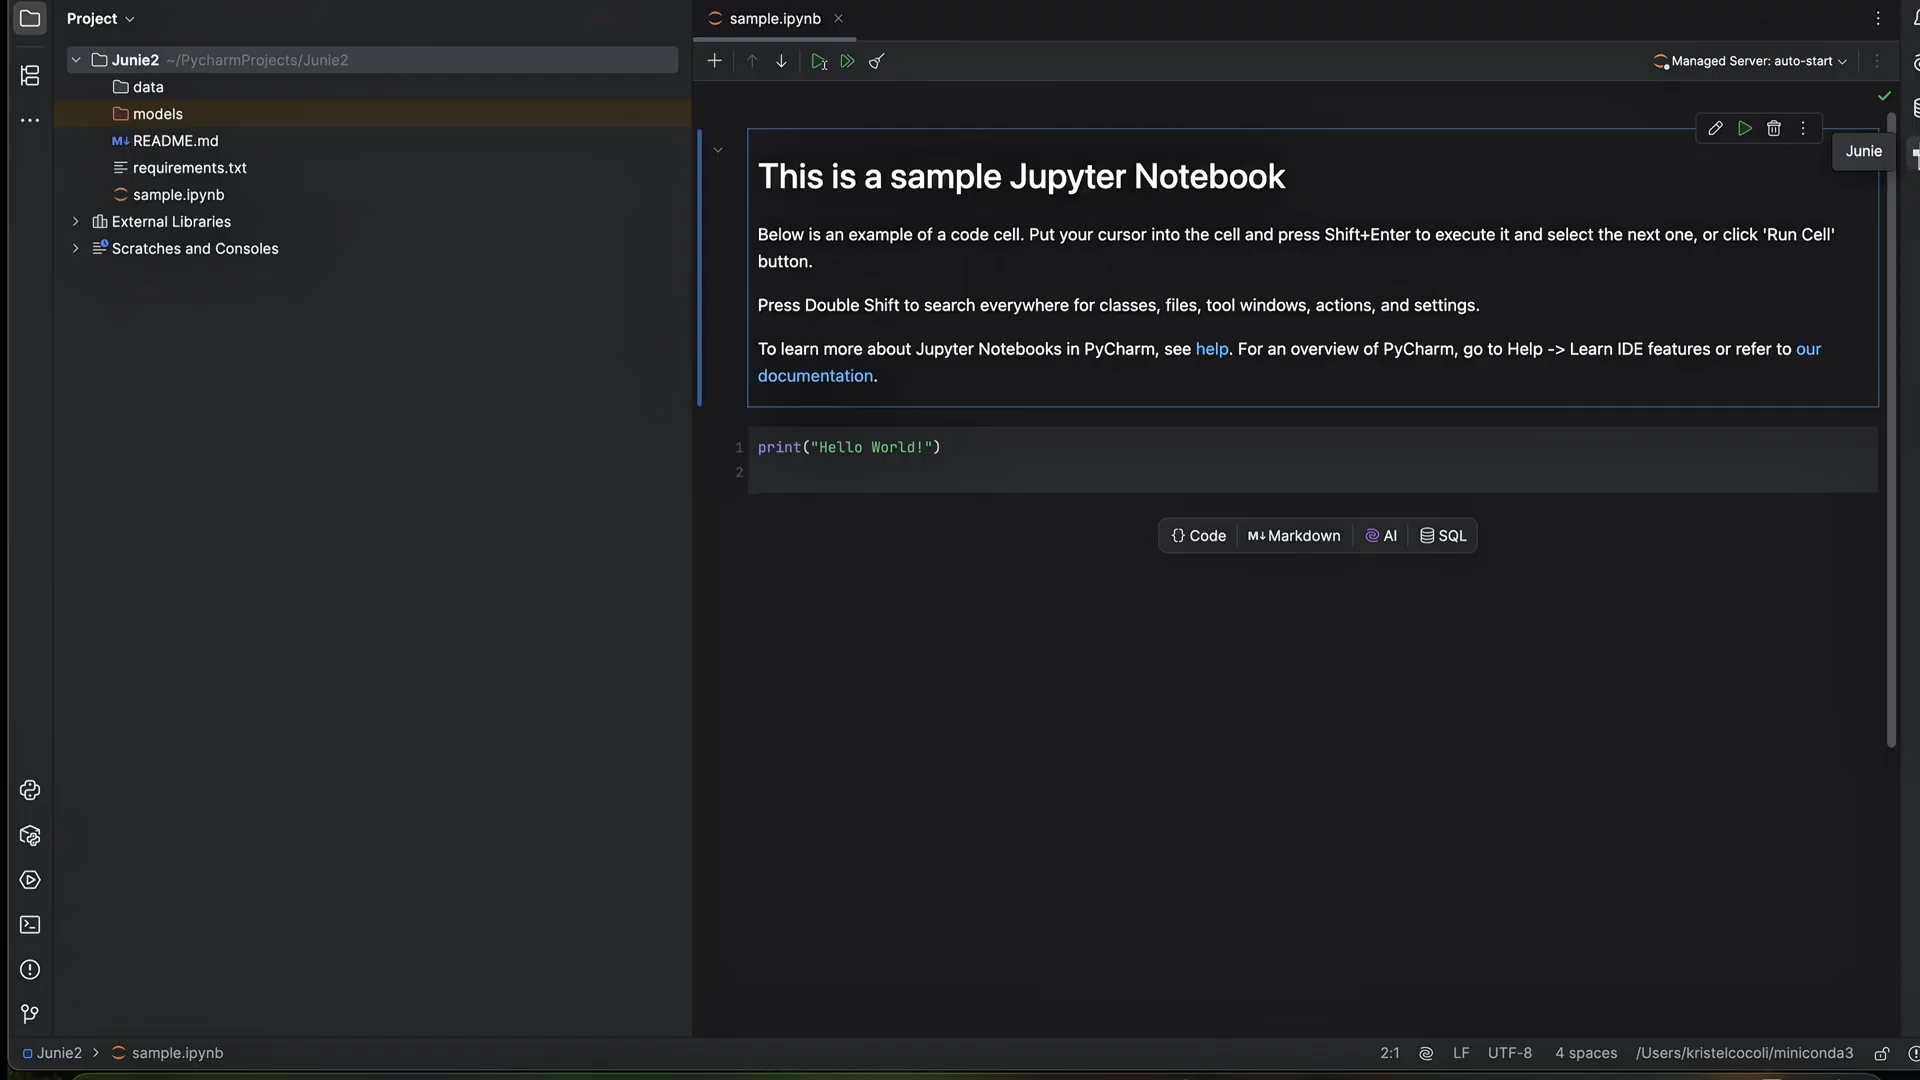 Project
sample.ipynb
Junie2 ~/PycharmProjects/Junie2
data
models
README.md
requirements.txt
sample.ipynb
External Libraries
Scratches and Consoles
Managed Server: auto-start
Junie
This is a sample Jupyter Notebook
Below is an example of a code cell. Put your cursor into the cell and press Shift+Enter to execute it and select the next one, or click 'Run Cell'
button.
Press Double Shift to search everywhere for classes, files, tool windows, actions, and settings.
To learn more about Jupyter Notebooks in PyCharm, see help. For an overview of PyCharm, go to Help -> Learn IDE features or refer to our
documentation.
1 print("Hello World!")
2
{} Code M↓ Markdown AI SQL
Junie2 > sample.ipynb
2:1 LF UTF-8 4 spaces /Users/kristelcocoli/miniconda3